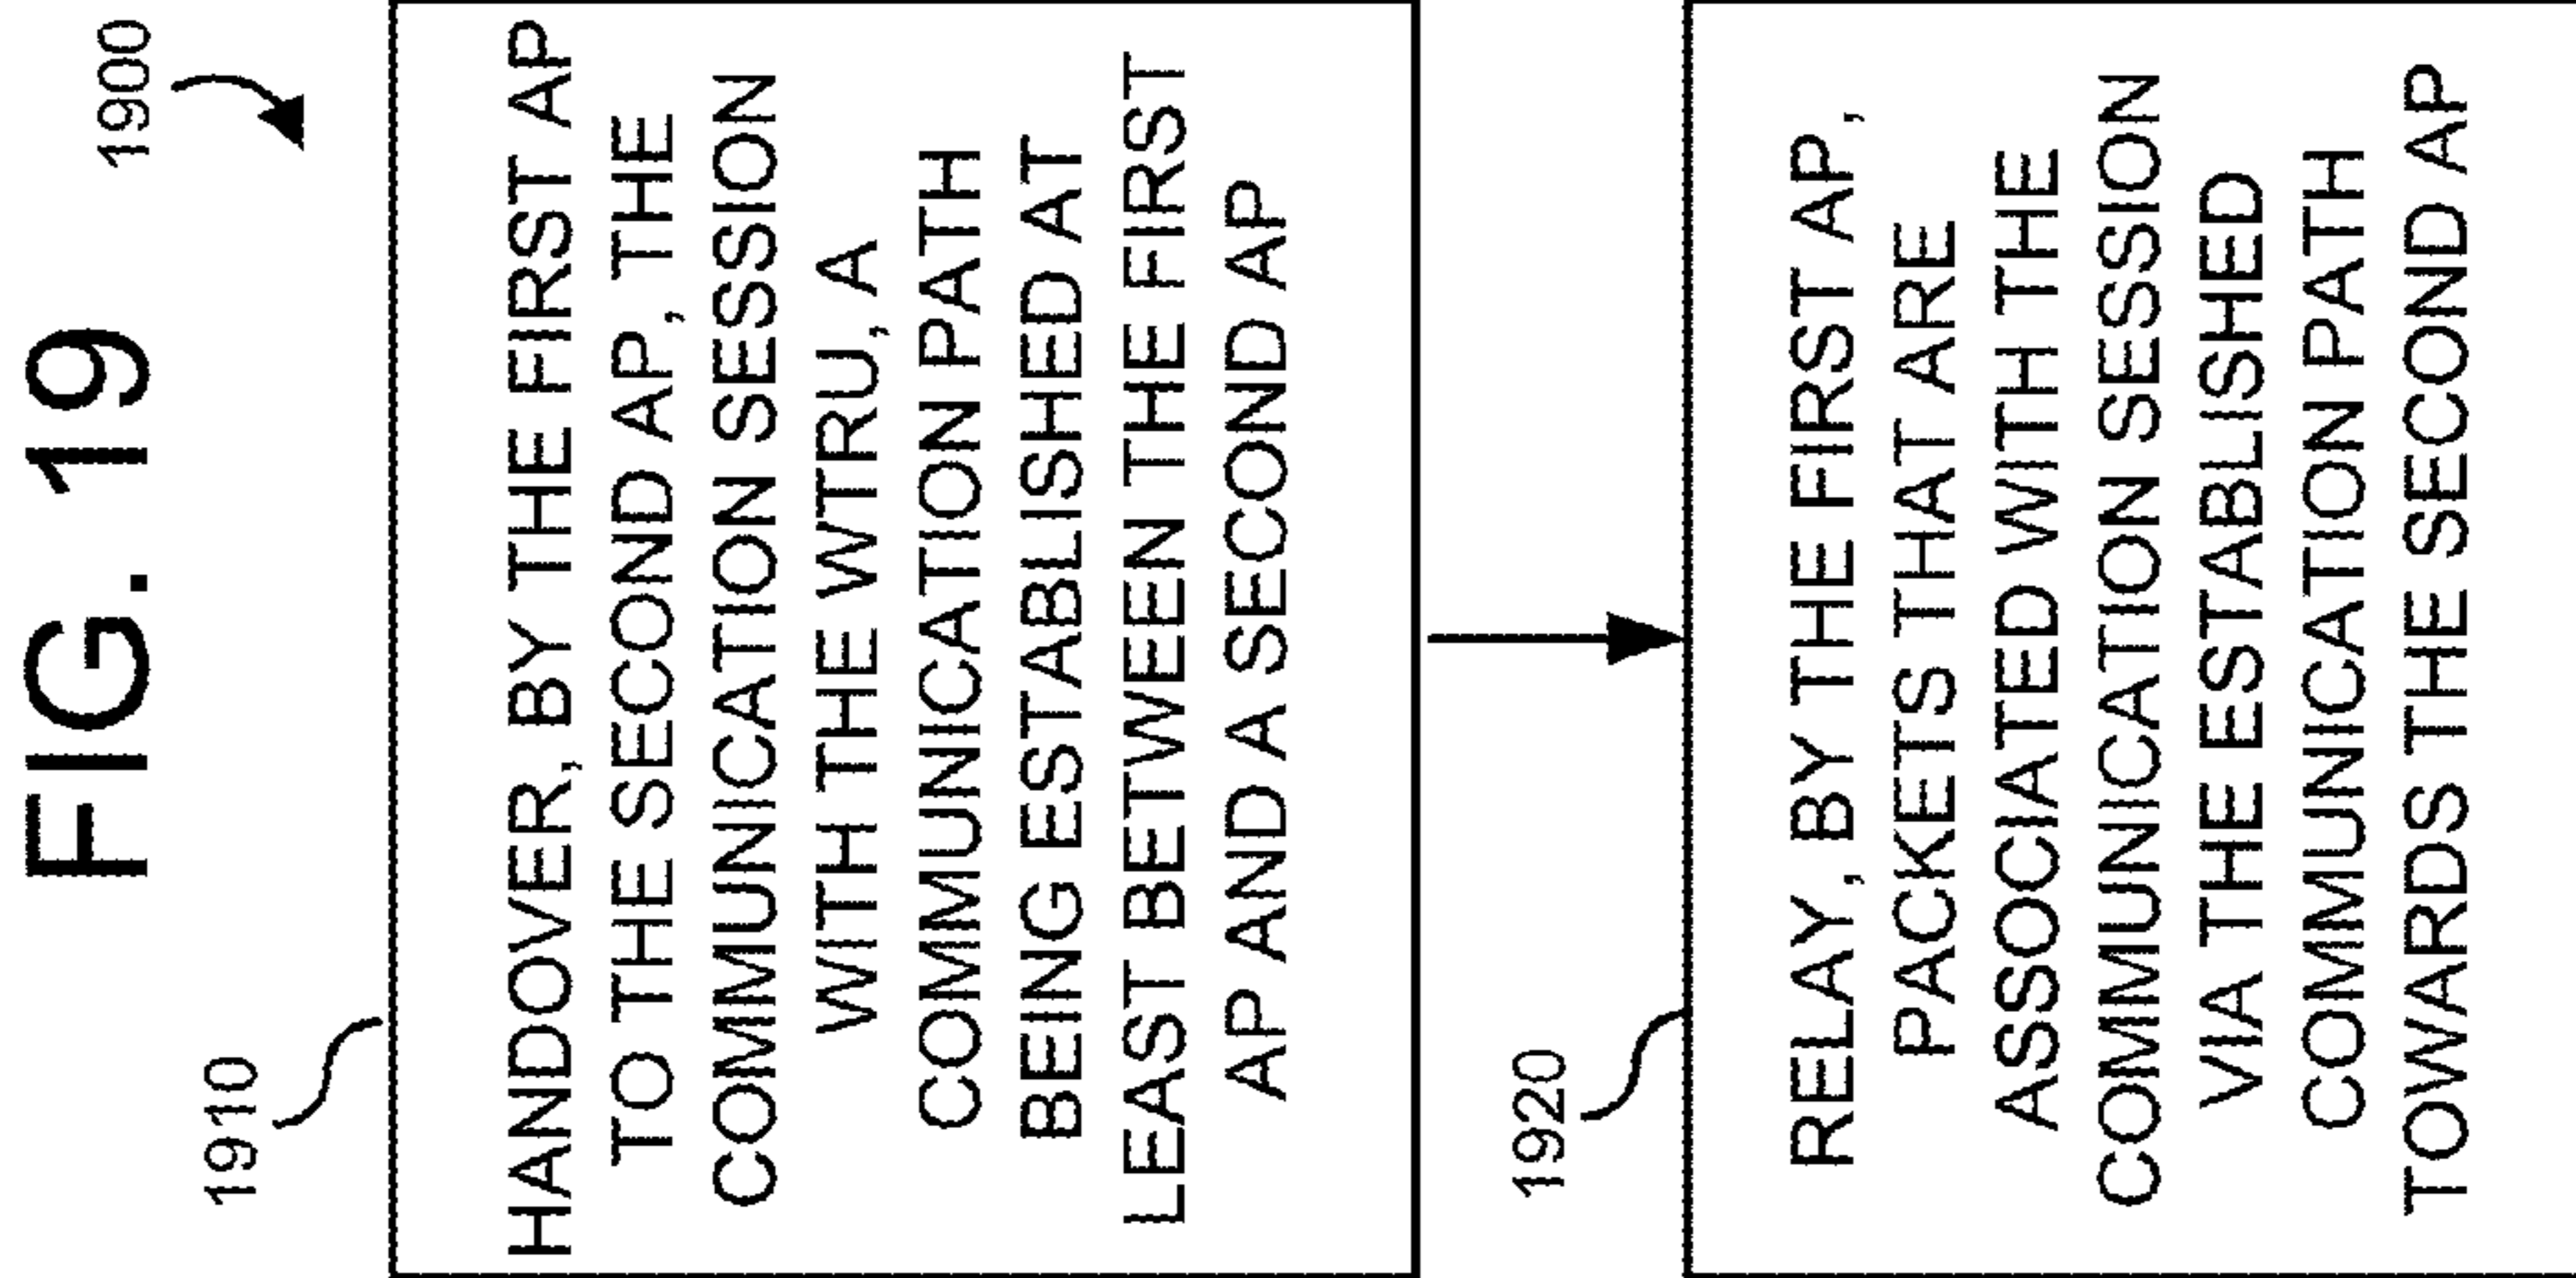 FIG. 19
1900
1910
HANDOVER, BY THE FIRST AP
TO THE SECOND AP, THE
COMMUNICATION SESSION
WITH THE WTRU, A
COMMUNICATION PATH
BEING ESTABLISHED AT
LEAST BETWEEN THE FIRST
AP AND A SECOND AP
1920
RELAY, BY THE FIRST AP,
PACKETS THAT ARE
ASSOCIATED WITH THE
COMMUNICATION SESSION
VIA THE ESTABLISHED
COMMUNICATION PATH
TOWARDS THE SECOND AP